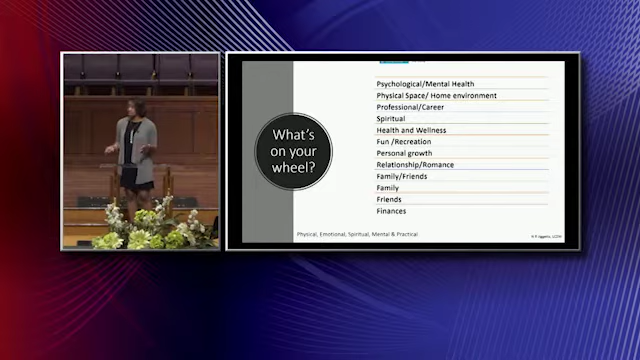 What's
on your
wheel?
Psychological/Mental Health
Physical Space/ Home environment
Professional/Career
Spiritual
Health and Wellness
Fun /Recreation
Personal growth
Relationship/Romance
Family/Friends
Family
Friends
Finances
Physical, Emotional, Spiritual, Mental & Practical